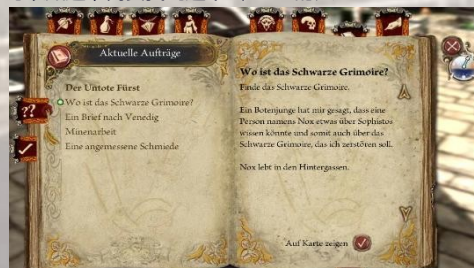 Aktuelle Aufträge
Der Untote Fürst
Wo ist das Schwarze Grimoire?
Ein Brief nach Venedig
Minenarbeit
Eine angemessene Schmiede
Wo ist das Schwarze Grimoire?
Finde das Schwarze Grimoire.
Ein Botenjunge hat mir gesagt, dass eine
Person namens Nox etwas über Sophistos
wissen könnte und somit auch über das
Schwarze Grimoire, das ich zerstören soll.
Nox lebt in den Hintergassen.
Auf Karte zeigen